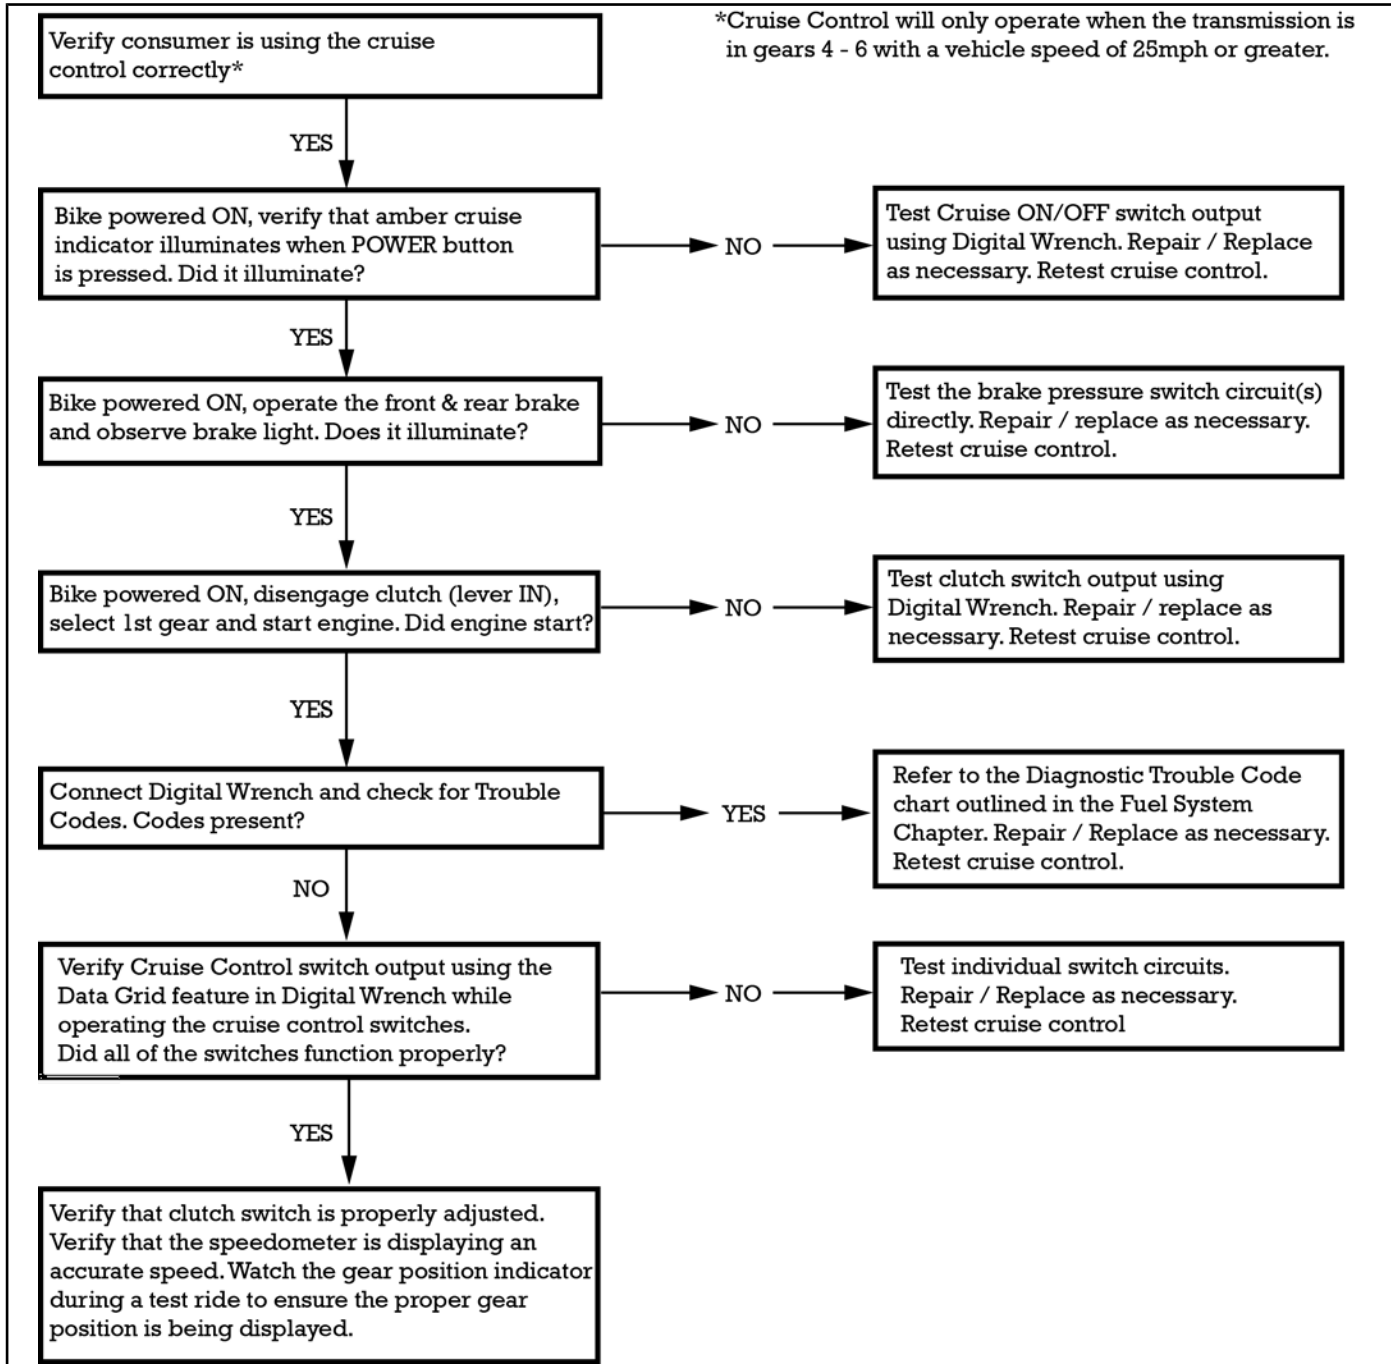 *Cruise Control will only operate when the transmission is
in gears 4 - 6 with a vehicle speed of 25mph or greater.
Verify consumer is using the cruise
control correctly*
YES
Bike powered ON, verify that amber cruise
indicator illuminates when POWER button
is pressed. Did it illuminate?
NO
Test Cruise ON/OFF switch output
using Digital Wrench. Repair / Replace
as necessary. Retest cruise control.
YES
Bike powered ON, operate the front & rear brake
and observe brake light. Does it illuminate?
NO
Test the brake pressure switch circuit(s)
directly. Repair / replace as necessary.
Retest cruise control.
YES
Bike powered ON, disengage clutch (lever IN),
select 1st gear and start engine. Did engine start?
NO
Test clutch switch output using
Digital Wrench. Repair / replace as
necessary. Retest cruise control.
YES
Connect Digital Wrench and check for Trouble
Codes. Codes present?
YES
Refer to the Diagnostic Trouble Code
chart outlined in the Fuel System
Chapter. Repair / Replace as necessary.
Retest cruise control.
NO
Verify Cruise Control switch output using the
Data Grid feature in Digital Wrench while
operating the cruise control switches.
Did all of the switches function properly?
NO
Test individual switch circuits.
Repair / Replace as necessary.
Retest cruise control
YES
Verify that clutch switch is properly adjusted.
Verify that the speedometer is displaying an
accurate speed. Watch the gear position indicator
during a test ride to ensure the proper gear
position is being displayed.